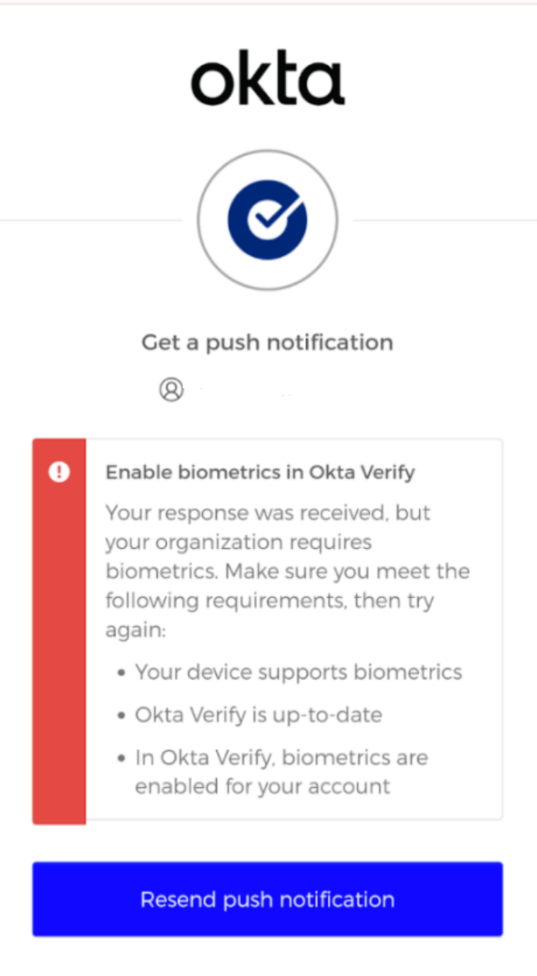 okta
Get a push notification
Enable biometrics in Okta Verify
Your response was received, but
your organization requires
biometrics. Make sure you meet the
following requirements, then try
again:
• Your device supports biometrics
• Okta Verify is up-to-date
• In Okta Verify, biometrics are
enabled for your account
Resend push notification